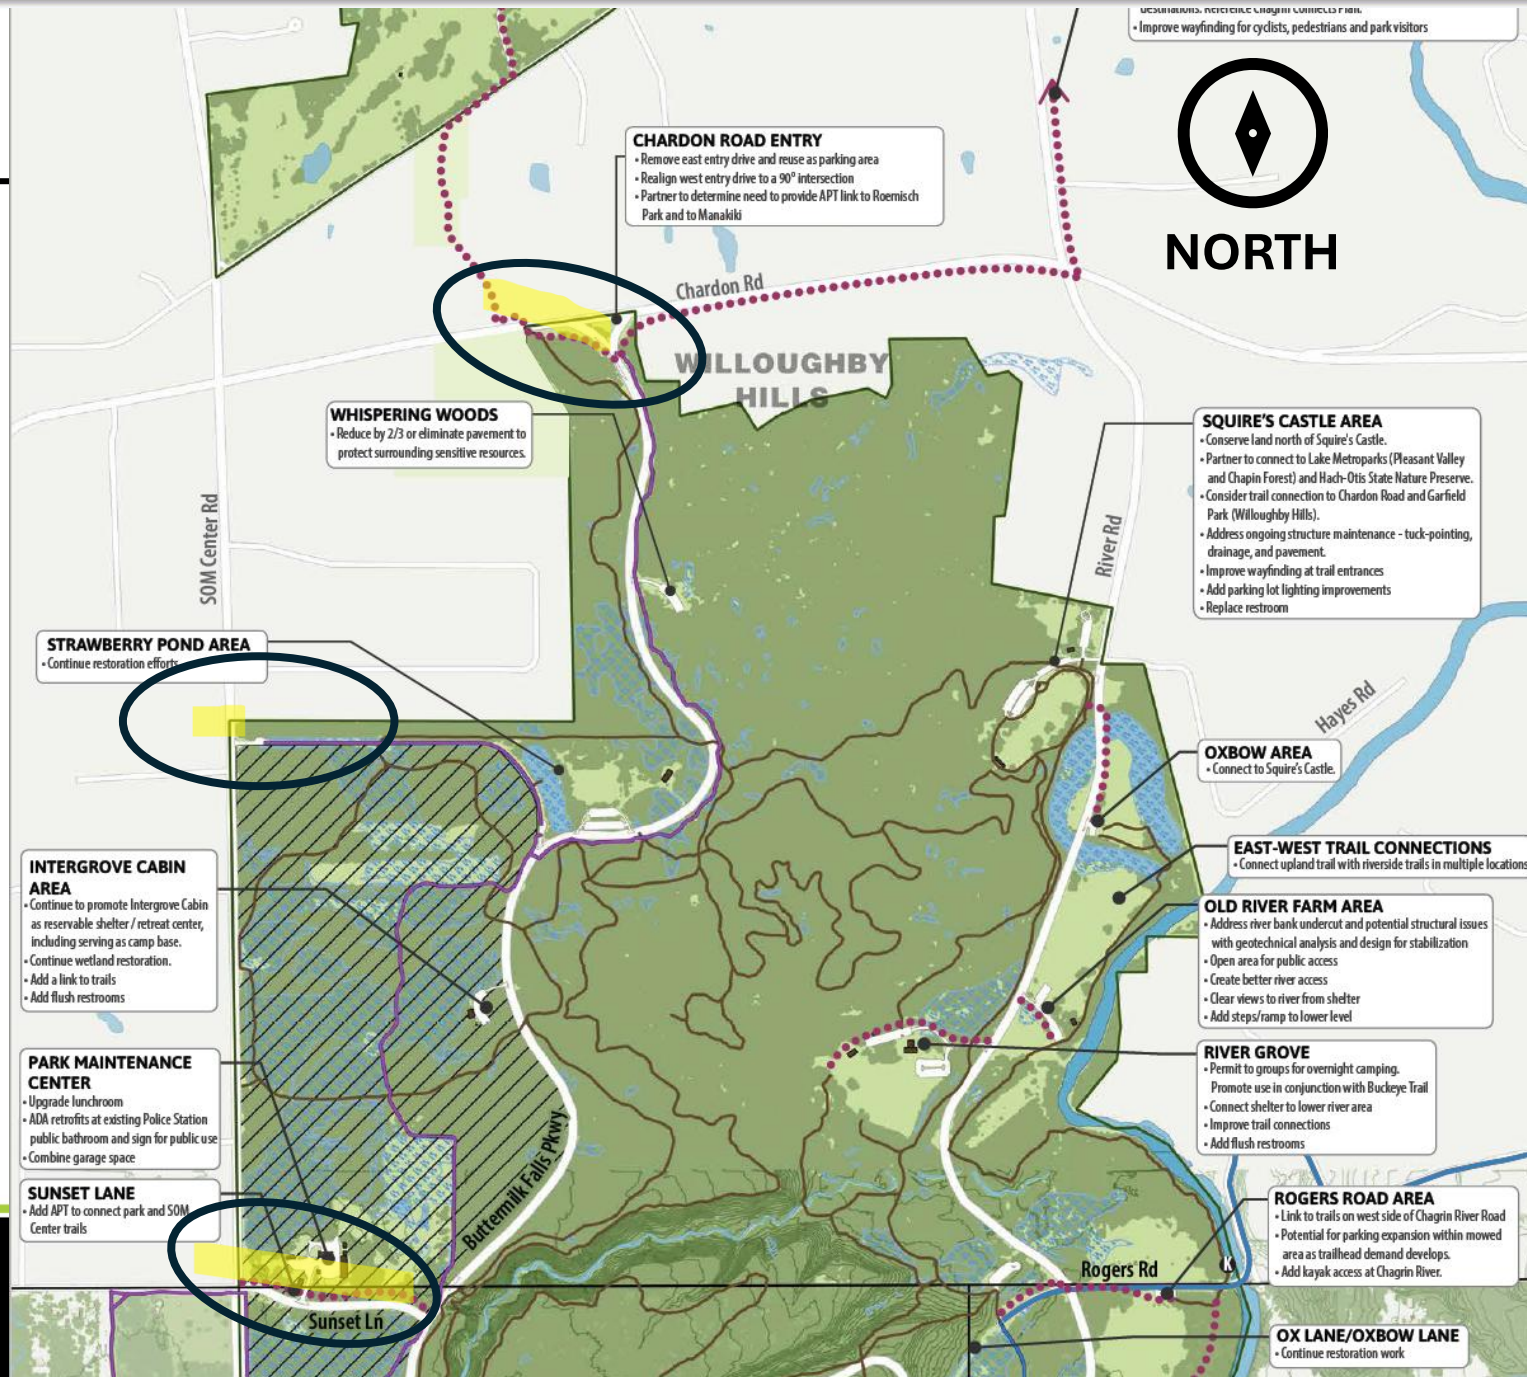 destinations. Reference Chagrin Connects Plan.
• Improve wayfinding for cyclists, pedestrians and park visitors
NORTH
CHARDON ROAD ENTRY
• Remove east entry drive and reuse as parking area
• Realign west entry drive to a 90° intersection
• Partner to determine need to provide APT link to Roemisch
Park and to Manakiki
Chardon Rd
WILLOUGHBY
HILLS
WHISPERING WOODS
• Reduce by 2/3 or eliminate pavement to
protect surrounding sensitive resources.
SOM Center Rd
River Rd
SQUIRE'S CASTLE AREA
• Conserve land north of Squire's Castle.
• Partner to connect to Lake Metroparks (Pleasant Valley
and Chapin Forest) and Hach-Otis State Nature Preserve.
• Consider trail connection to Chardon Road and Garfield
Park (Willoughby Hills).
• Address ongoing structure maintenance - tuck-pointing,
drainage, and pavement.
• Improve wayfinding at trail entrances
• Add parking lot lighting improvements
• Replace restroom
STRAWBERRY POND AREA
• Continue restoration efforts
Hayes Rd
OXBOW AREA
• Connect to Squire's Castle.
EAST-WEST TRAIL CONNECTIONS
• Connect upland trail with riverside trails in multiple locations
INTERGROVE CABIN
AREA
• Continue to promote Intergrove Cabin
as reservable shelter / retreat center,
including serving as camp base.
• Continue wetland restoration.
• Add a link to trails
• Add flush restrooms
OLD RIVER FARM AREA
• Address river bank undercut and potential structural issues
with geotechnical analysis and design for stabilization
• Open area for public access
• Create better river access
• Clear views to river from shelter
• Add steps/ramp to lower level
RIVER GROVE
• Permit to groups for overnight camping.
Promote use in conjunction with Buckeye Trail
• Connect shelter to lower river area
• Improve trail connections
• Add flush restrooms
PARK MAINTENANCE
CENTER
• Upgrade lunchroom
• ADA retrofits at existing Police Station
public bathroom and sign for public use
• Combine garage space
Buttermilk Falls Pkwy
SUNSET LANE
• Add APT to connect park and SOM
Center trails
ROGERS ROAD AREA
• Link to trails on west side of Chagrin River Road
• Potential for parking expansion within mowed
area as trailhead demand develops.
• Add kayak access at Chagrin River.
K
Rogers Rd
Sunset Ln
OX LANE/OXBOW LANE
• Continue restoration work